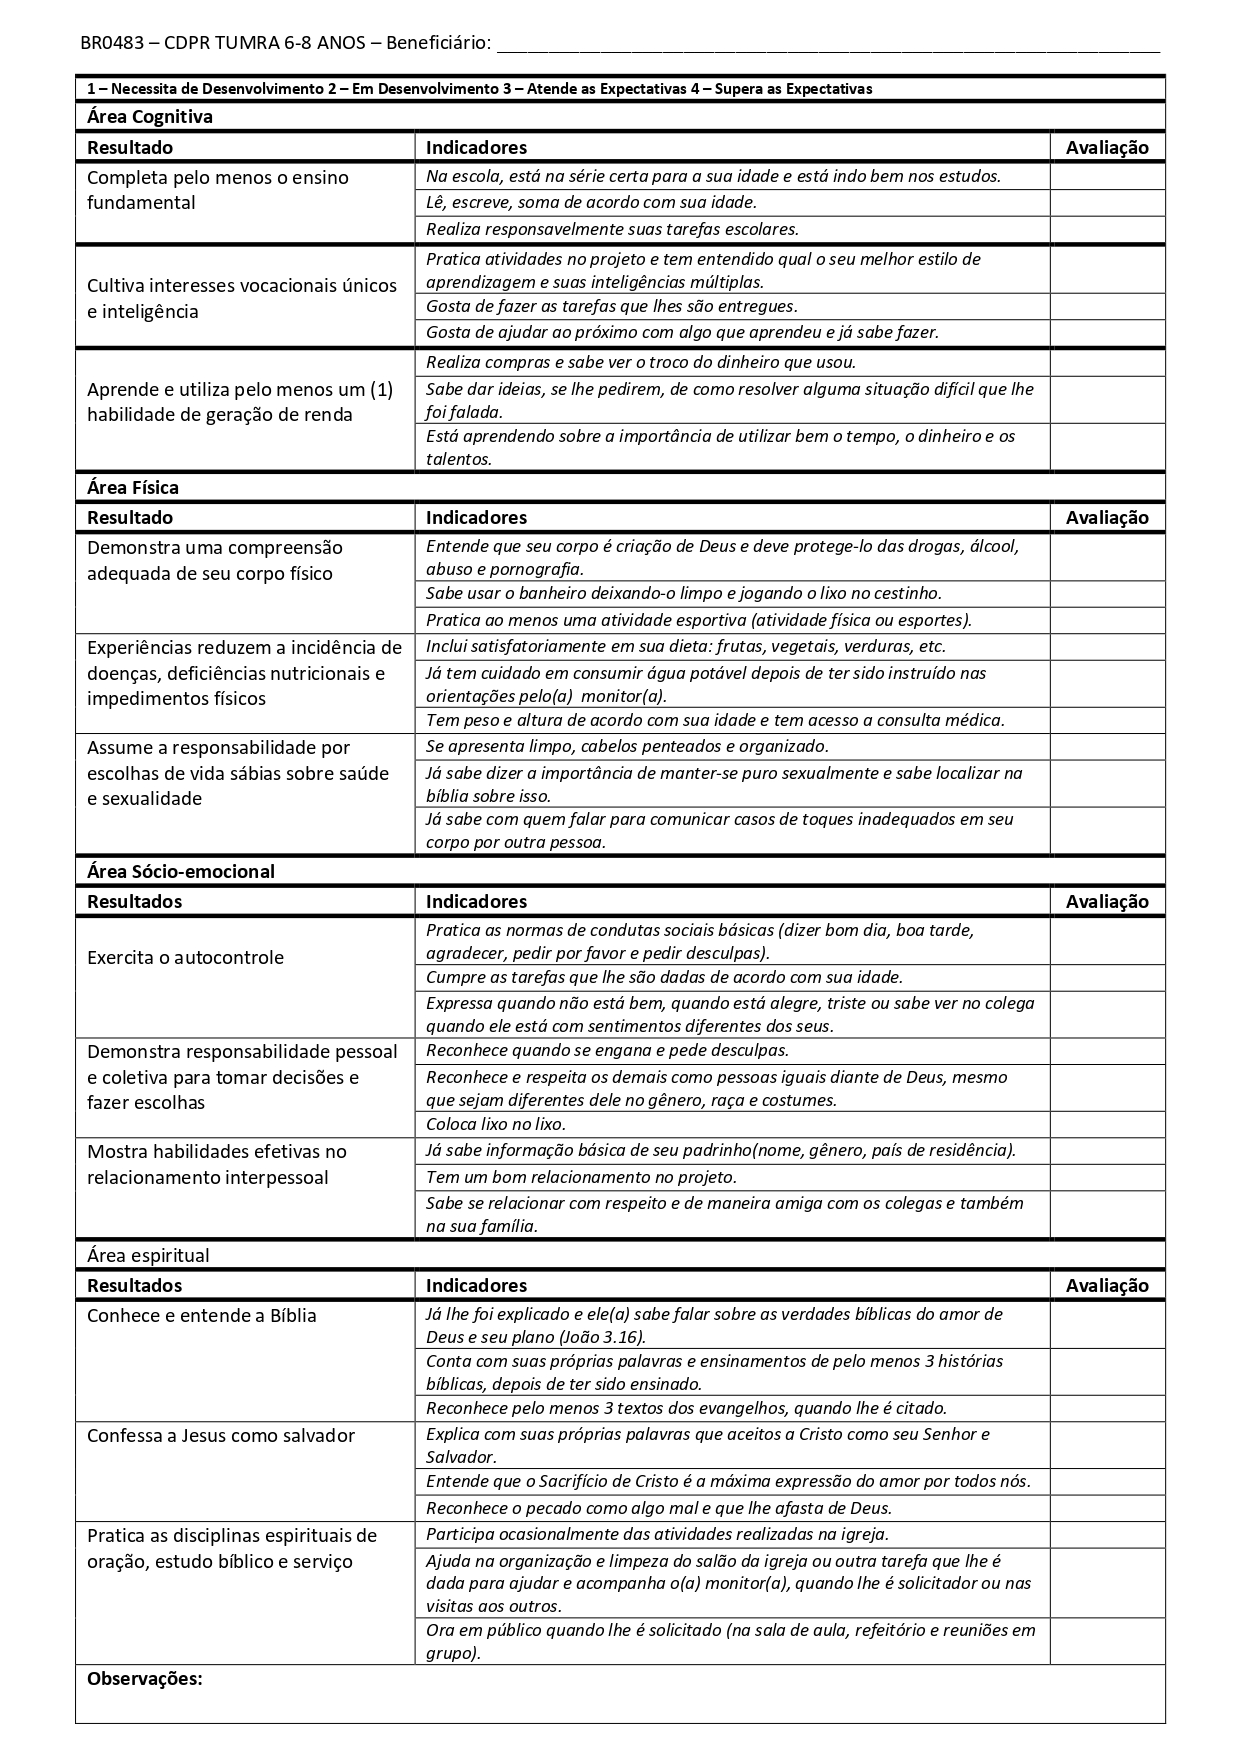 BR0483 – CDPR TUMRA 6-8 ANOS – Beneficiário: ___________________________________________________________________
1 – Necessita de Desenvolvimento 2 – Em Desenvolvimento 3 – Atende as Expectativas 4 – Supera as Expectativas
Área Cognitiva
Resultado Indicadores Avaliação
Completa pelo menos o ensino
fundamental
Na escola, está na série certa para a sua idade e está indo bem nos estudos.
Lê, escreve, soma de acordo com sua idade.
Realiza responsavelmente suas tarefas escolares.
Cultiva interesses vocacionais únicos
e inteligência
Pratica atividades no projeto e tem entendido qual o seu melhor estilo de
aprendizagem e suas inteligências múltiplas.
Gosta de fazer as tarefas que lhes são entregues.
Gosta de ajudar ao próximo com algo que aprendeu e já sabe fazer.
Aprende e utiliza pelo menos um (1)
habilidade de geração de renda
Realiza compras e sabe ver o troco do dinheiro que usou.
Sabe dar ideias, se lhe pedirem, de como resolver alguma situação difícil que lhe
foi falada.
Está aprendendo sobre a importância de utilizar bem o tempo, o dinheiro e os
talentos.
Área Física
Resultado Indicadores Avaliação
Demonstra uma compreensão
adequada de seu corpo físico
Entende que seu corpo é criação de Deus e deve protege-lo das drogas, álcool,
abuso e pornografia.
Sabe usar o banheiro deixando-o limpo e jogando o lixo no cestinho.
Pratica ao menos uma atividade esportiva (atividade física ou esportes).
Experiências reduzem a incidência de
doenças, deficiências nutricionais e
impedimentos físicos
Inclui satisfatoriamente em sua dieta: frutas, vegetais, verduras, etc.
Já tem cuidado em consumir água potável depois de ter sido instruído nas
orientações pelo(a)  monitor(a).
Tem peso e altura de acordo com sua idade e tem acesso a consulta médica.
Assume a responsabilidade por
escolhas de vida sábias sobre saúde
e sexualidade
Se apresenta limpo, cabelos penteados e organizado.
Já sabe dizer a importância de manter-se puro sexualmente e sabe localizar na
bíblia sobre isso.
Já sabe com quem falar para comunicar casos de toques inadequados em seu
corpo por outra pessoa.
Área Sócio-emocional
Resultados Indicadores Avaliação
Exercita o autocontrole
Pratica as normas de condutas sociais básicas (dizer bom dia, boa tarde,
agradecer, pedir por favor e pedir desculpas).
Cumpre as tarefas que lhe são dadas de acordo com sua idade.
Expressa quando não está bem, quando está alegre, triste ou sabe ver no colega
quando ele está com sentimentos diferentes dos seus.
Demonstra responsabilidade pessoal
e coletiva para tomar decisões e
fazer escolhas
Reconhece quando se engana e pede desculpas.
Reconhece e respeita os demais como pessoas iguais diante de Deus, mesmo
que sejam diferentes dele no gênero, raça e costumes.
Coloca lixo no lixo.
Mostra habilidades efetivas no
relacionamento interpessoal
Já sabe informação básica de seu padrinho(nome, gênero, país de residência).
Tem um bom relacionamento no projeto.
Sabe se relacionar com respeito e de maneira amiga com os colegas e também
na sua família.
Área espiritual
Resultados Indicadores Avaliação
Conhece e entende a Bíblia
Já lhe foi explicado e ele(a) sabe falar sobre as verdades bíblicas do amor de
Deus e seu plano (João 3.16).
Conta com suas próprias palavras e ensinamentos de pelo menos 3 histórias
bíblicas, depois de ter sido ensinado.
Reconhece pelo menos 3 textos dos evangelhos, quando lhe é citado.
Confessa a Jesus como salvador
Explica com suas próprias palavras que aceitos a Cristo como seu Senhor e
Salvador.
Entende que o Sacrifício de Cristo é a máxima expressão do amor por todos nós.
Reconhece o pecado como algo mal e que lhe afasta de Deus.
Pratica as disciplinas espirituais de
oração, estudo bíblico e serviço
Participa ocasionalmente das atividades realizadas na igreja.
Ajuda na organização e limpeza do salão da igreja ou outra tarefa que lhe é
dada para ajudar e acompanha o(a) monitor(a), quando lhe é solicitador ou nas
visitas aos outros.
Ora em público quando lhe é solicitado (na sala de aula, refeitório e reuniões em
grupo).
Observações: